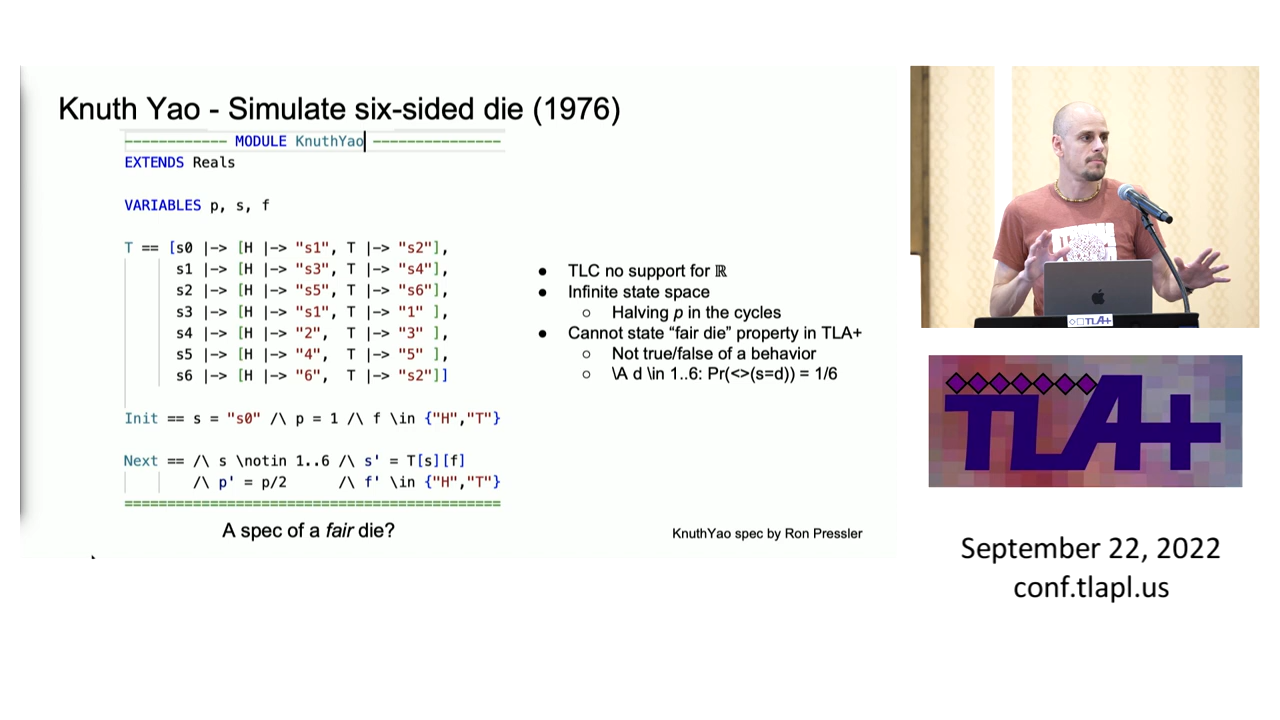 Knuth Yao - Simulate six-sided die (1976)
------------ MODULE KnuthYao ---------------
EXTENDS Reals
VARIABLES p, s, f
T == [s0 |-> [H |-> "s1", T |-> "s2"],
s1 |-> [H |-> "s3", T |-> "s4"],
s2 |-> [H |-> "s5", T |-> "s6"],
s3 |-> [H |-> "s1", T |-> "1" ],
s4 |-> [H |-> "2", T |-> "3" ],
s5 |-> [H |-> "4", T |-> "5" ],
s6 |-> [H |-> "6", T |-> "s2"]]
Init == s = "s0" /\ p = 1 /\ f \in {"H","T"}
Next == /\ s \notin 1..6 /\ s' = T[s][f]
/\ p' = p/2 /\ f' \in {"H","T"}
============================================
A spec of a fair die?
● TLC no support for ℝ
● Infinite state space
○ Halving p in the cycles
● Cannot state “fair die” property in TLA+
○ Not true/false of a behavior
○ \A d \in 1..6: Pr(<>(s=d)) = 1/6
KnuthYao spec by Ron Pressler
TLA+
TLA+
September 22, 2022
conf.tlapl.us